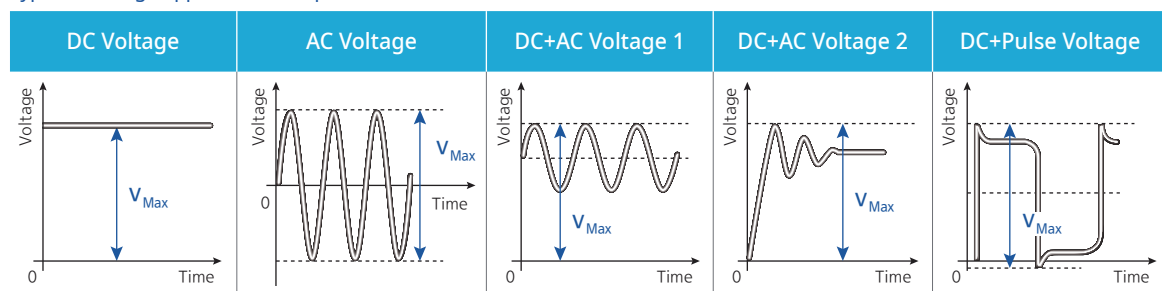 DC Voltage
AC Voltage
DC+AC Voltage 1
DC+AC Voltage 2
DC+Pulse Voltage
Voltage
VMax
0
Time
Voltage
VMax
0
Time
Voltage
VMax
0
Time
Voltage
VMax
0
Time
Voltage
VMax
0
Time